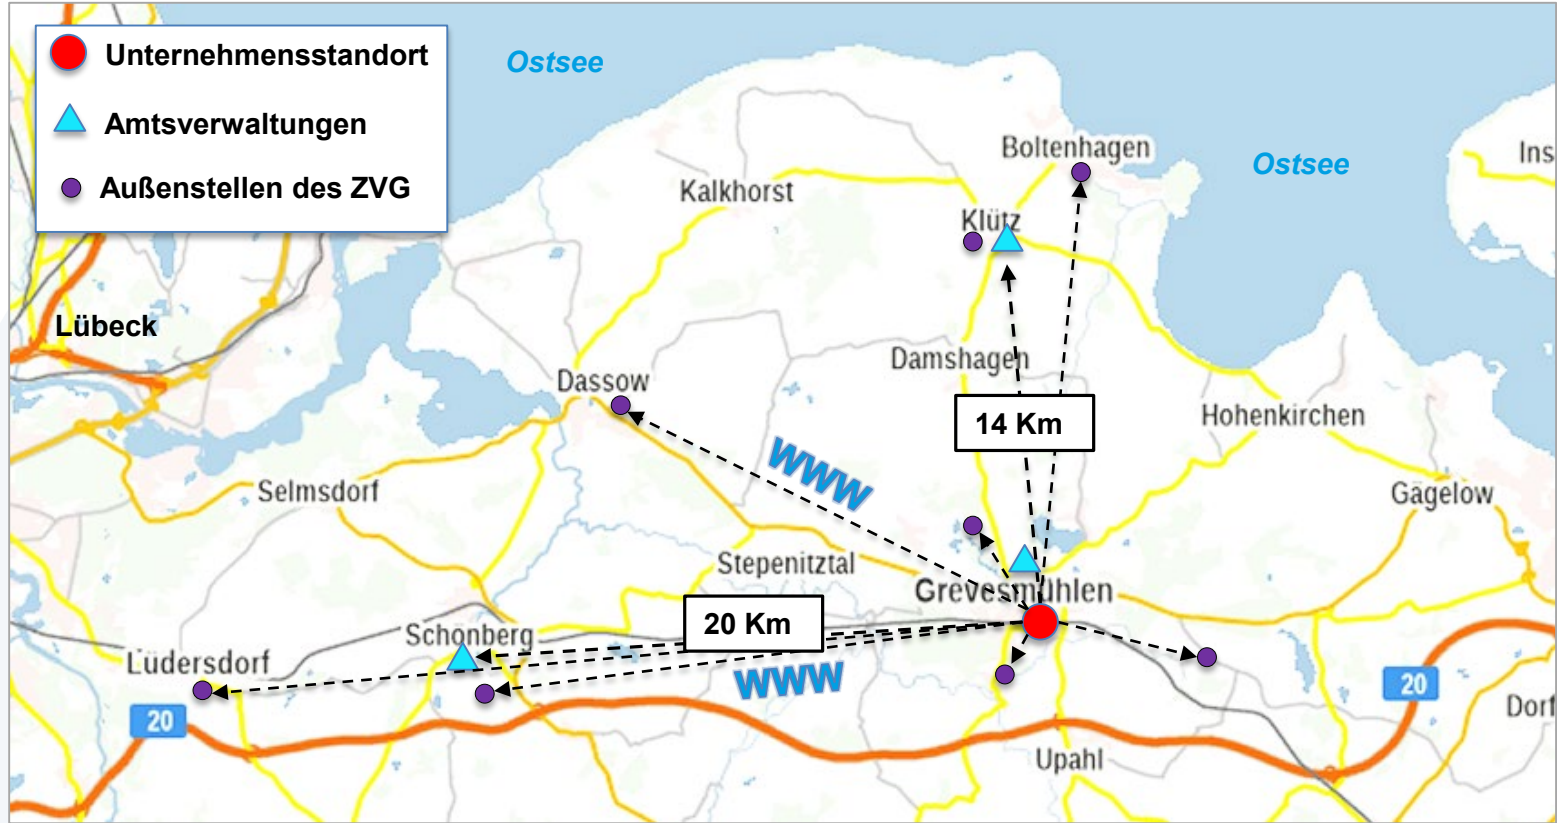 Unternehmensstandort
Amtsverwaltungen
Außenstellen des ZVG
Ostsee
Boltenhagen
Ostsee
Ins
Kalkhorst
Klütz
Lübeck
Damshagen
Dassow
14 Km
Hohenkirchen
WWW
Selmsdorf
Gägelow
Stepenitztal
Grevesmühlen
20 Km
Schönberg
Lüdersdorf
WWW
20
20
Dorf
Upahl